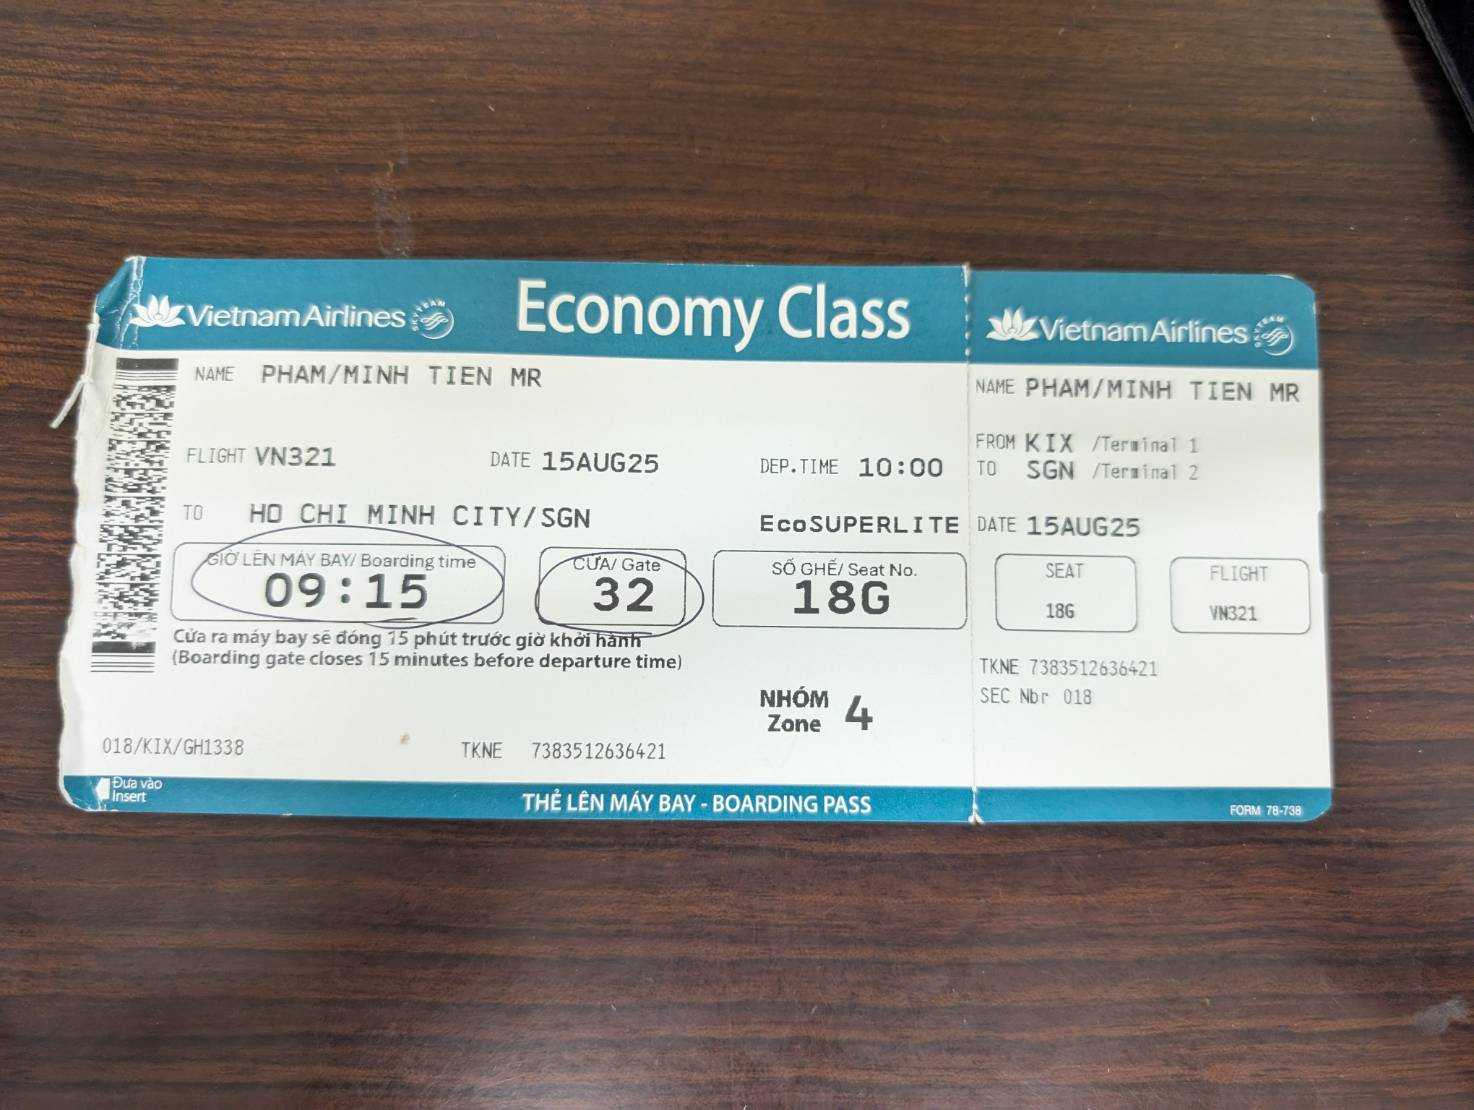 Vietnam Airlines SKYTEAM Economy Class
NAME PHAM/MINH TIEN MR
FLIGHT VN321 DATE 15AUG25 DEP.TIME 10:00
TO HO CHI MINH CITY/SGN EcoSUPERLITE
GIỜ LÊN MÁY BAY/ Boarding time CỬA/ Gate SỐ GHẾ/ Seat No.
09:15 32 18G
Cửa ra máy bay sẽ đóng 15 phút trước giờ khởi hành
(Boarding gate closes 15 minutes before departure time)
NHÓM
Zone 4
018/KIX/GH1338 TKNE 7383512636421
Đưa vào
Insert
THẺ LÊN MÁY BAY - BOARDING PASS
Vietnam Airlines SKYTEAM
NAME PHAM/MINH TIEN MR
FROM KIX /Terminal 1
TO SGN /Terminal 2
DATE 15AUG25
SEAT FLIGHT
18G VN321
TKNE 7383512636421
SEC Nbr 018
FORM 78-738